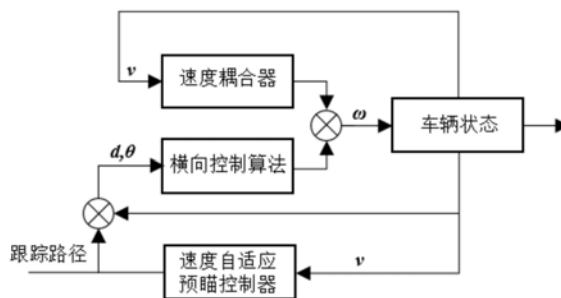 v
速度耦合器
ω
车辆状态
d,θ
横向控制算法
跟踪路径
速度自适应
预瞄控制器
v